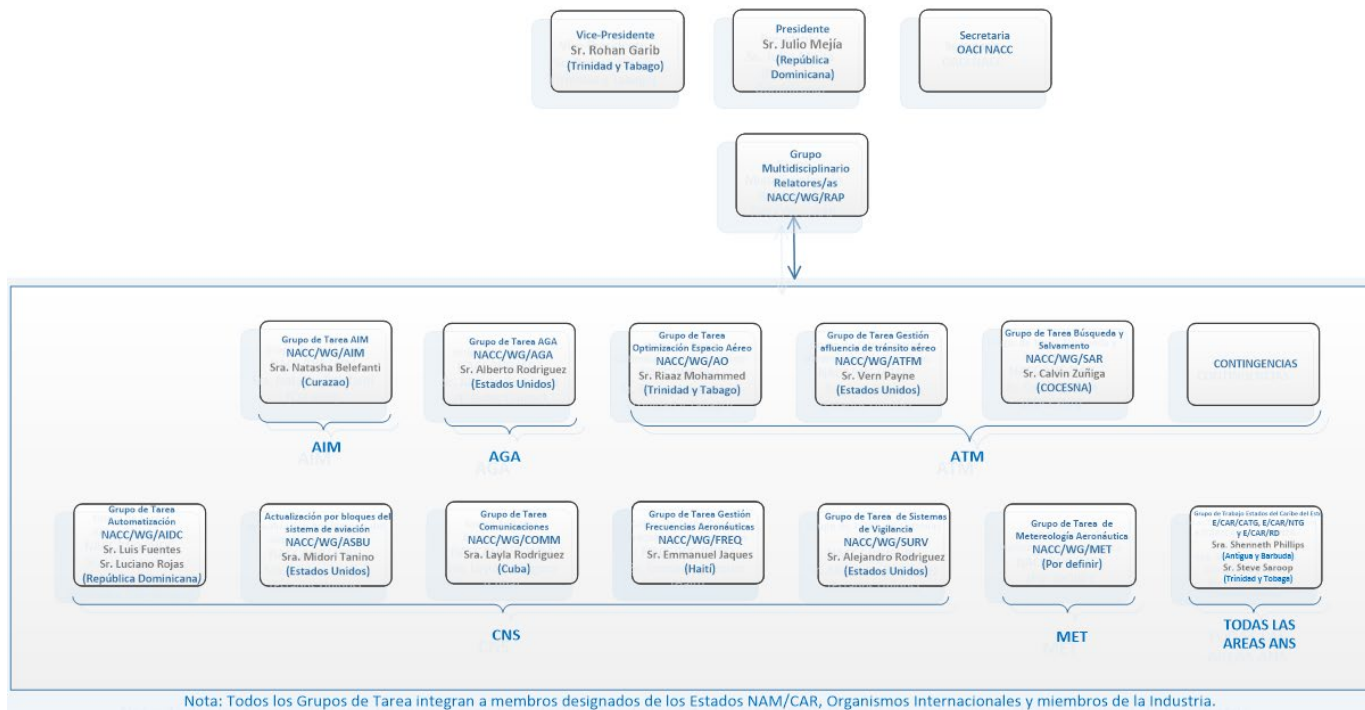 Vice-Presidente
Sr. Rohan Garib
(Trinidad y Tabago)
Presidente
Sr. Julio Mejía
(República
Dominicana)
Secretaria
OACI NACC
Grupo
Multidisciplinario
Relatores/as
NACC/WG/RAP
Grupo de Tarea AIM
NACC/WG/AIM
Sra. Natasha Belefanti
(Curazao)
AIM
Grupo de Tarea AGA
NACC/WG/AGA
Sr. Alberto Rodriguez
(Estados Unidos)
AGA
Grupo de Tarea
Optimización Espacio Aéreo
NACC/WG/AO
Sr. Riaaz Mohammed
(Trinidad y Tabago)
Grupo de Tarea Gestión
afluencia de tránsito aéreo
NACC/WG/ATFM
Sr. Vern Payne
(Estados Unidos)
Grupo de Tarea Búsqueda y
Salvamento
NACC/WG/SAR
Sr. Calvin Zuñiga
(COCESNA)
CONTINGENCIAS
ATM
Grupo de Tarea
Automatización
NACC/WG/AIDC
Sr. Luis Fuentes
Sr. Luciano Rojas
(República Dominicana)
Actualización por bloques del
sistema de aviación
NACC/WG/ASBU
Sra. Midori Tanino
(Estados Unidos)
Grupo de Tarea
Comunicaciones
NACC/WG/COMM
Sra. Layla Rodriguez
(Cuba)
Grupo de Tarea Gestión
Frecuencias Aeronáuticas
NACC/WG/FREQ
Sr. Emmanuel Jaques
(Haití)
Grupo de Tarea de Sistemas
de Vigilancia
NACC/WG/SURV
Sr. Alejandro Rodriguez
(Estados Unidos)
CNS
Grupo de Tarea de
Metereología Aeronáutica
NACC/WG/MET
(Por definir)
MET
Grupo de Trabajo Estados del Caribe del Este
E/CAR/CATG, E/CAR/NTG
y E/CAR/RD
Sra. Shenneth Phillips
(Antigua y Barbuda)
Sr. Steve Saroop
(Trinidad y Tobaga)
TODAS LAS
AREAS ANS
Nota: Todos los Grupos de Tarea integran a miembros designados de los Estados NAM/CAR, Organismos Internacionales y miembros de la Industria.